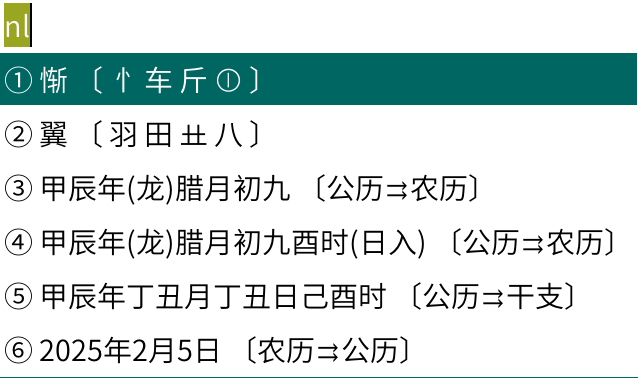 nl
① 惭 〔忄车斤⏼〕
② 翼 〔羽田龷八〕
③ 甲辰年(龙)腊月初九 〔公历⇉农历〕
④ 甲辰年(龙)腊月初九酉时(日入) 〔公历⇉农历〕
⑤ 甲辰年丁丑月丁丑日己酉时 〔公历⇉干支〕
⑥ 2025年2月5日 〔农历⇉公历〕